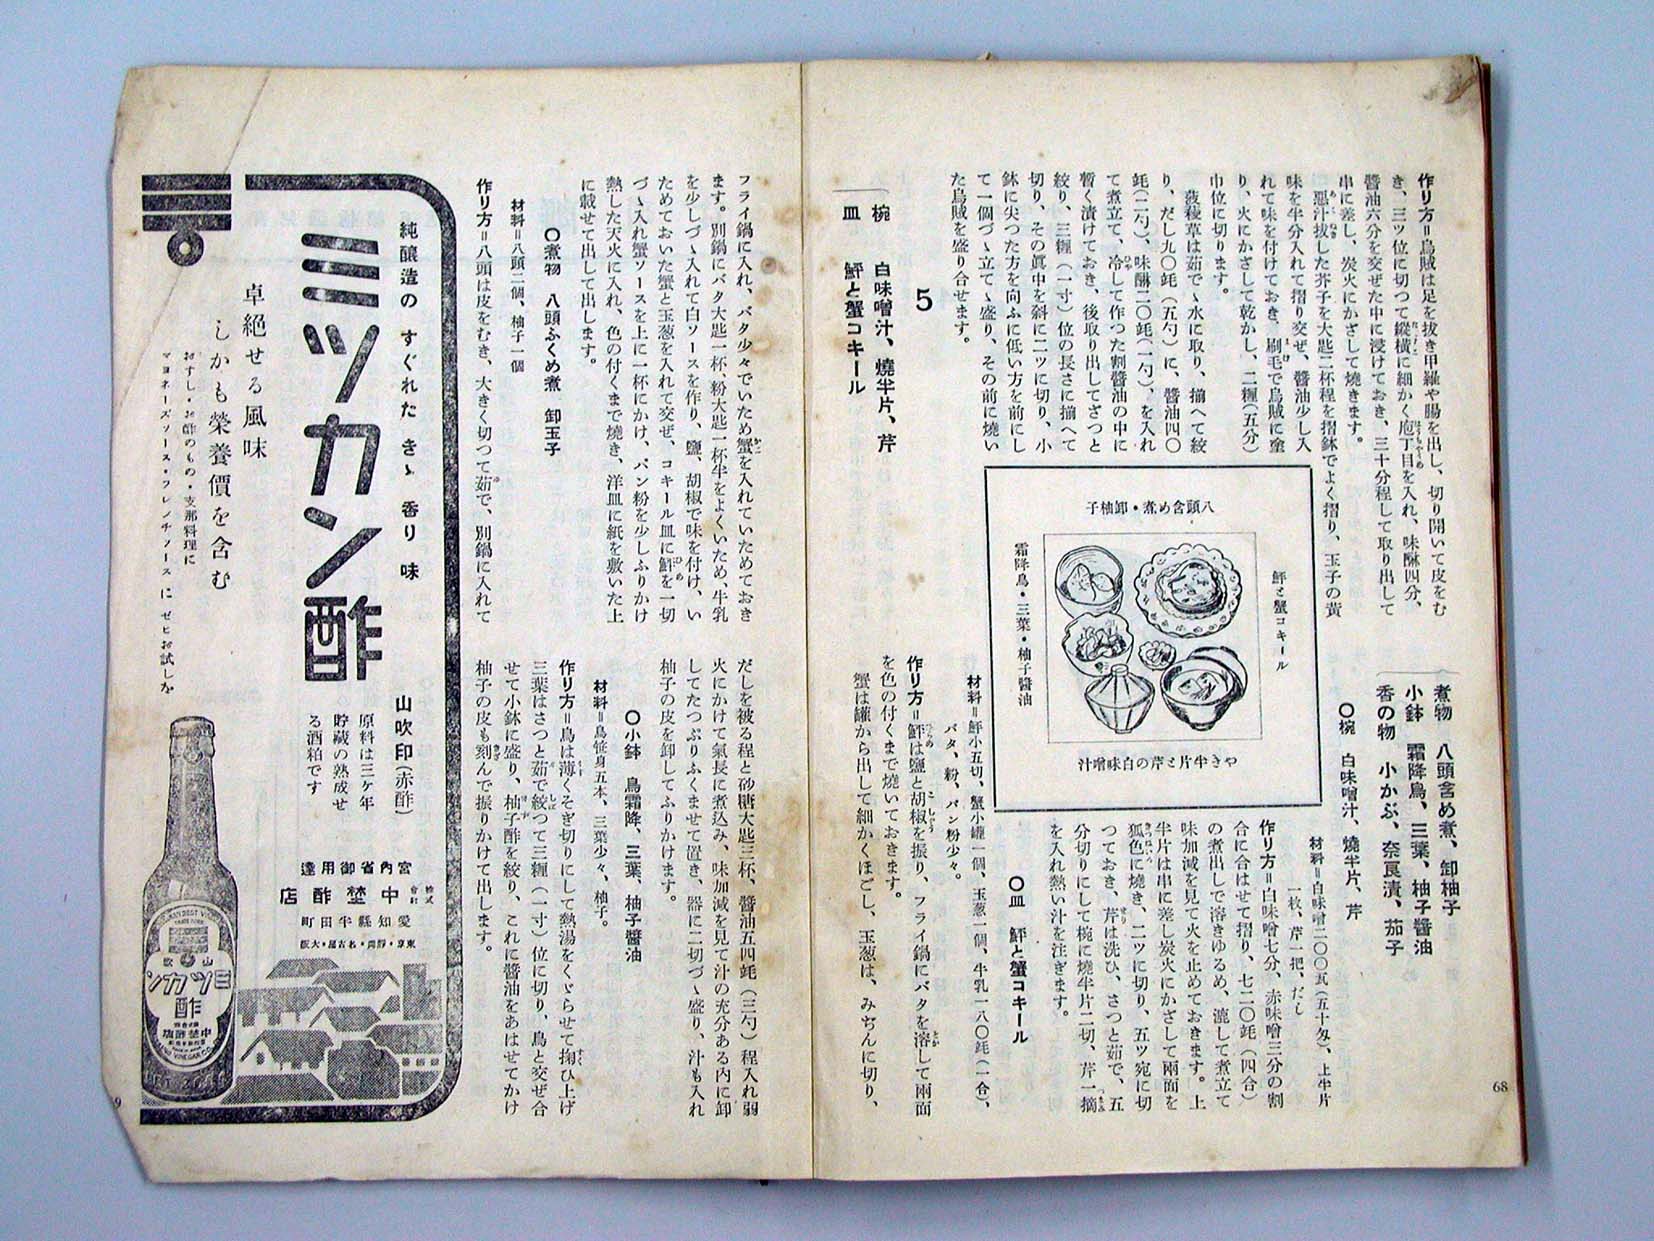 作り方＝烏賊は足を拔き甲羅や腸を出し、切り開いて皮をむ
き、三ツ位に切つて縱横に細かく庖丁目を入れ、味醂四分、
醬油六分を交ぜた中に浸けておき、三十分程して取り出して
串に差し、炭火にかざして燒きます。
惡汁拔した芥子を大匙二杯程を摺鉢でよく摺り、玉子の黃
味を半分入れて摺り交ぜ、醬油少し入
れて味を付けておき、刷毛で烏賊に塗
り、火にかざして乾かし、二糎（五分）
巾位に切ります。
菠薐草は茹でゝ水に取り、揃へて絞
り、だし九〇竓（五勺）に、醬油四〇
竓（二勺）、味醂二〇竓（一勺）、を入れ
て煮立て、冷して作つた割醬油の中に
暫く漬けておき、後取り出してざつと
絞り、三糎（一寸）位の長さに揃へて
切り、その眞中を斜に二ツに切り、小
鉢に尖つた方を向ふに低い方を前にし
て一個づゝ立てゝ盛り、その前に燒い
た烏賊を盛り合せます。
5
椀　白味噌汁、燒半片、芹
皿　鮃と蟹コキール
煮物　八頭含め煮、卸柚子
小鉢　霜降鳥、三葉、柚子醬油
香の物　小かぶ、奈良漬、茄子
八頭含め煮・卸柚子
鮃と蟹コキール
霜降鳥・三葉・柚子醬油
やき半片と芹の白味噌汁
〇椀　白味噌汁、燒半片、芹
材料＝白味噌二〇〇瓦（五十匁）、上半片
一枚、芹一把、だし
作り方＝白味噌七分、赤味噌三分の割
合に合はせて摺り、七二〇竓（四合）
の煮出しで溶きゆるめ、漉して煮立て
味加減を見て火を止めておきます。上
半片は串に差し炭火にかざして兩面を
狐色に燒き、二ツに切り、五ツ宛に切
つておき、芹は洗ひ、さつと茹で、五
分切りにして椀に燒半片二切、芹一摘
を入れ熱い汁を注ぎます。
〇皿　鮃と蟹コキール
材料＝鮃小五切、蟹小罐一個、玉葱一個、牛乳一八〇竓（一合）、
バタ、粉、パン粉少々。
作り方＝鮃は鹽と胡椒を振り、フライ鍋にバタを溶して兩面
を色の付くまで燒いておきます。
蟹は罐から出して細かくほごし、玉葱は、みぢんに切り、
68
フライ鍋に入れ、バタ少々でいため蟹を入れていためておき
ます。別鍋にバタ大匙一杯、粉大匙一杯半をよくいため、牛乳
を少しづゝ入れて白ソースを作り、鹽、胡椒で味を付け、い
ためておいた蟹と玉葱を入れて交ぜ、コキール皿に鮃を一切
づゝ入れ蟹ソースを上に一杯にかけ、パン粉を少しふりかけ
熱した天火に入れ、色の付くまで燒き、洋皿に紙を敷いた上
に載せて出して出します。
〇煮物　八頭ふくめ煮　卸玉子
材料＝八頭二個、柚子一個
作り方＝八頭は皮をむき、大きく切つて茹で、別鍋に入れて
だしを被る程と砂糖大匙三杯、醬油五四竓（三勺）程入れ弱
火にかけて氣長に煮込み、味加減を見て汁の充分ある内に卸
してたつぷりふくませて置き、器に二切づゝ盛り、汁も入れ
柚子の皮を卸してふりかけます。
〇小鉢　鳥霜降、三葉、柚子醬油
材料＝鳥笹身五本、三葉少々、柚子。
作り方＝鳥は薄くそぎ切りにして熱湯をくゞらせて掬ひ上げ
三葉はさつと茹で絞つて三糎（一寸）位に切り、鳥と交ぜ合
せて小鉢に盛り、柚子酢を絞り、これに醬油をあはせてかけ
柚子の皮も刻んで振りかけて出します。
純釀造の すぐれた きゝ 香り 味
ミツカン酢
山吹印（赤酢）
原料は三ケ年
貯藏の熟成せ
る酒粕です
卓絶せる風味
しかも榮養價を含む
おすし・お酢のもの・支那料理に
マヨネーズソース・フレンチソースに ゼヒお試しを
宮内省御用達
株式會社 中埜酢店
愛知縣半田町
東京・靜岡・名古屋・大阪
山吹
ミツカン
酢
9